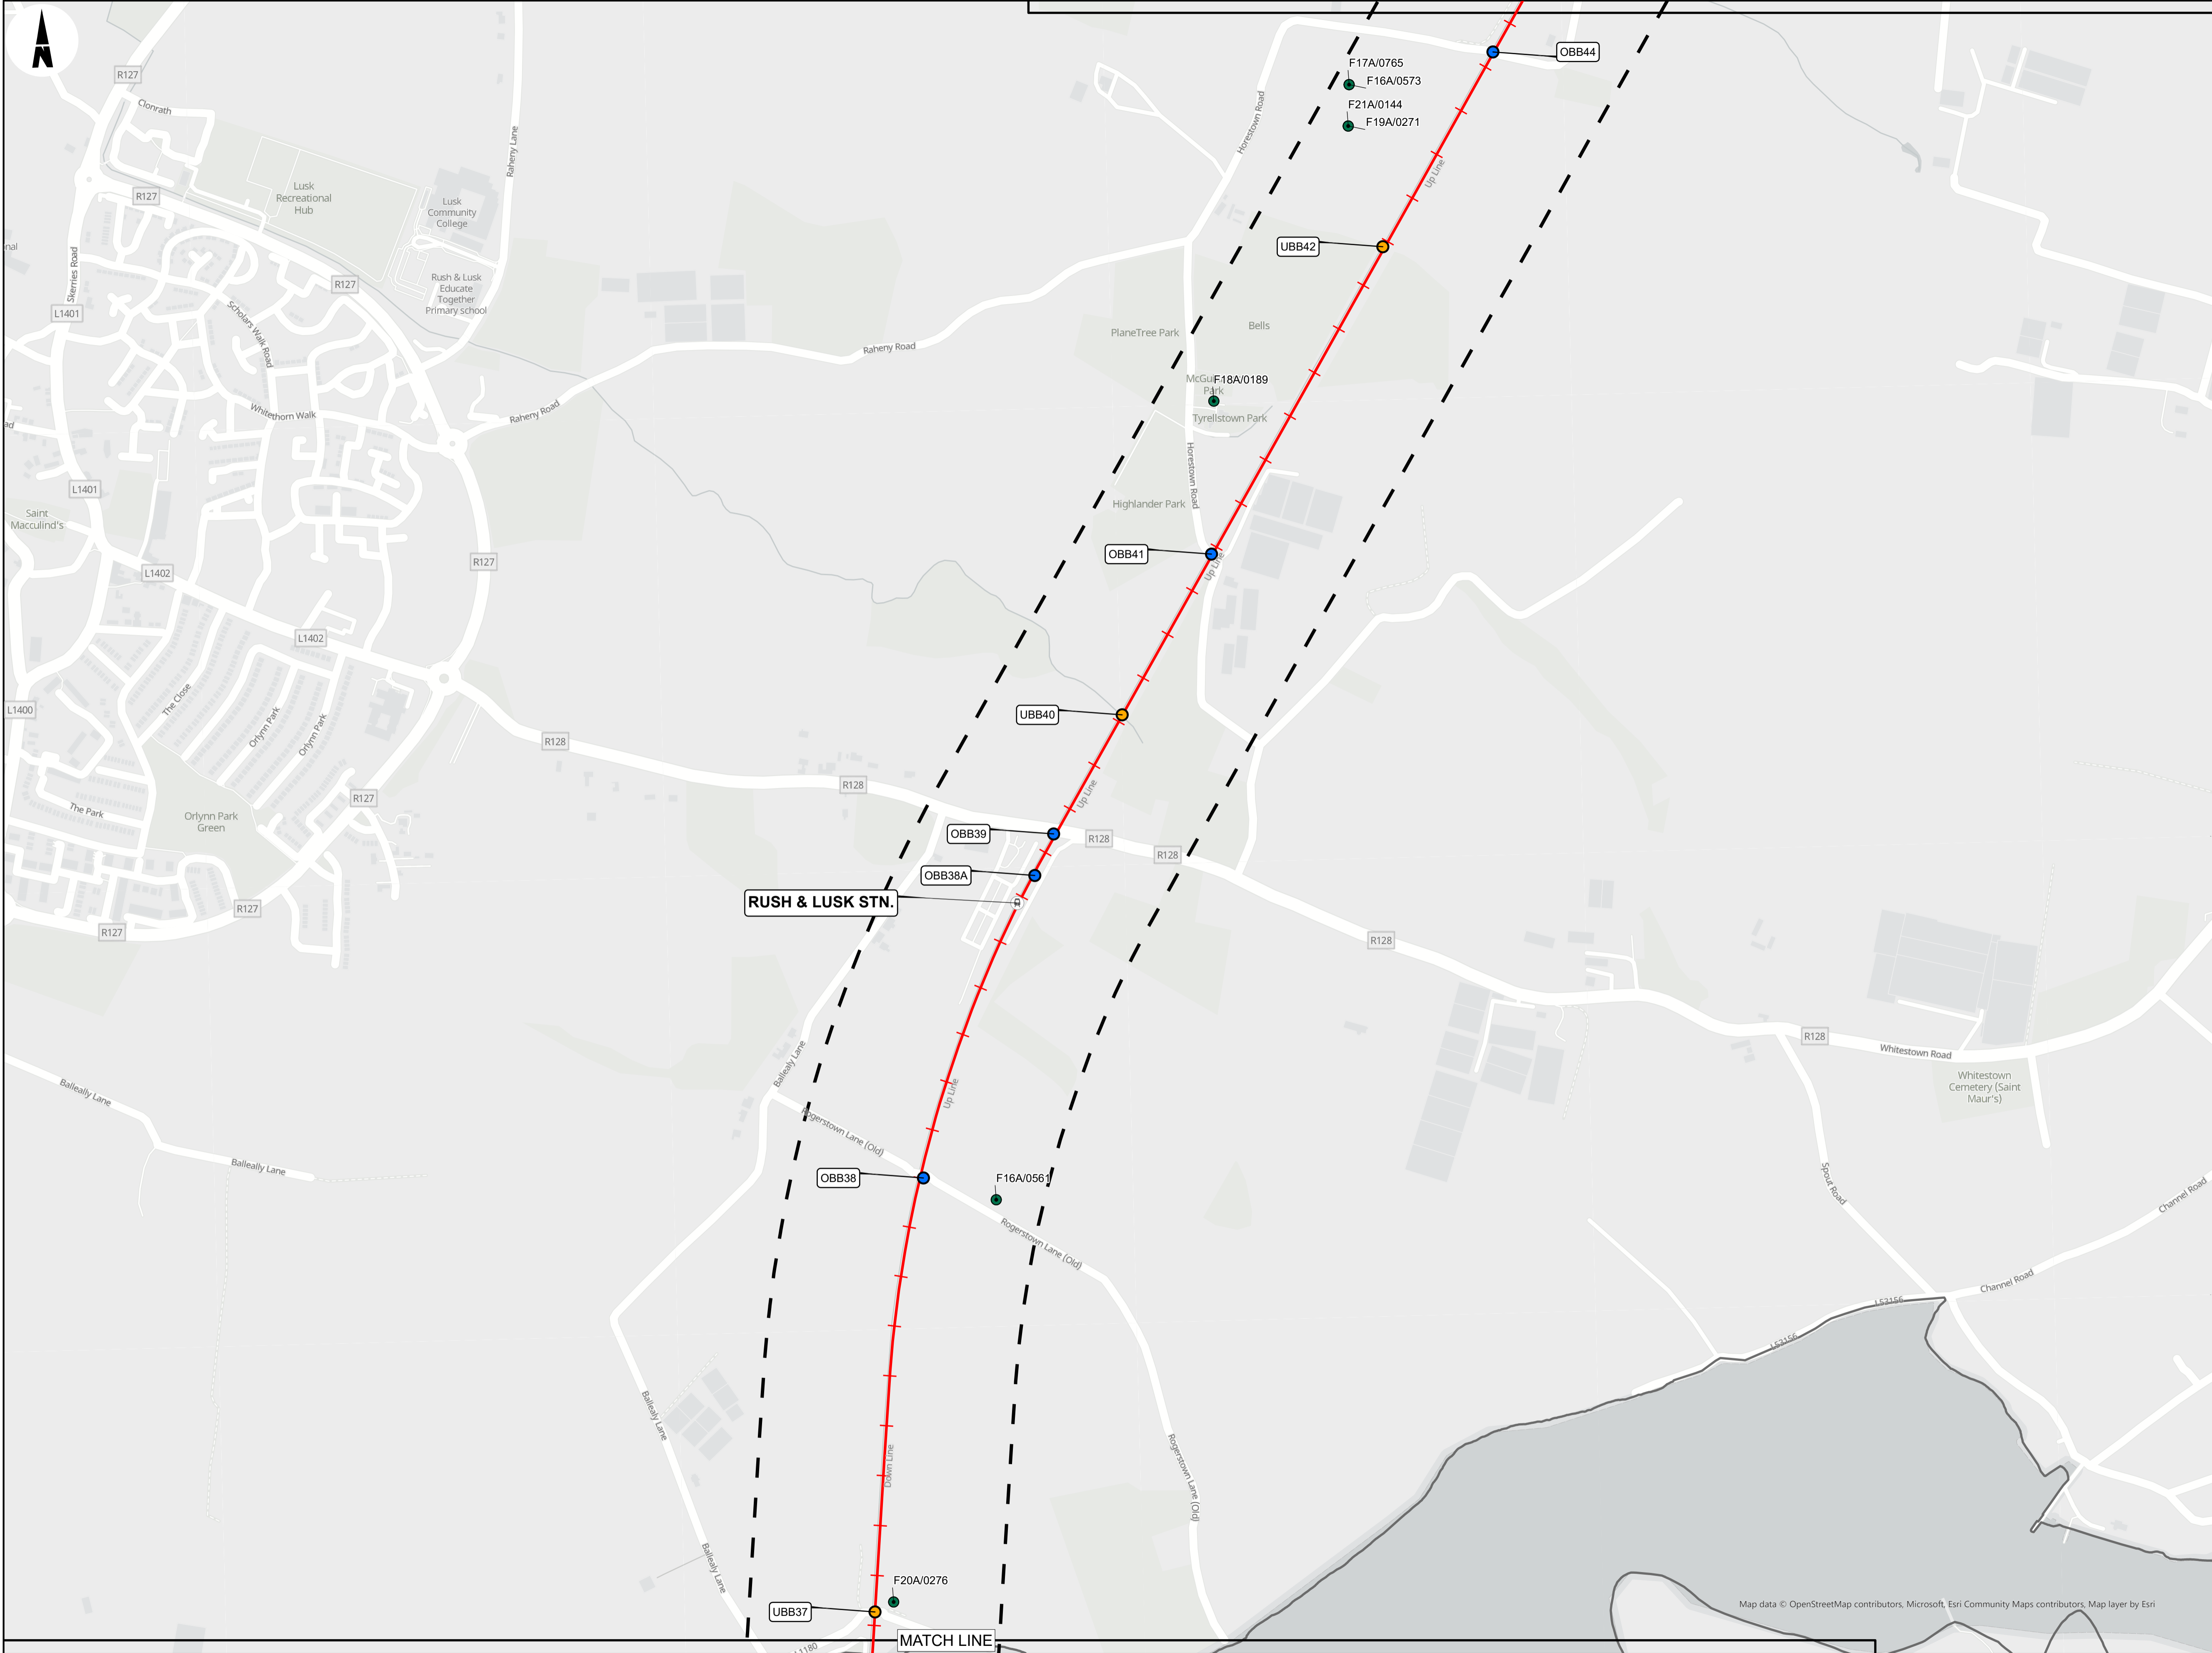 N
OBB44
R127
F17A/0765
F16A/0573
Clonrath
F21A/0144
F19A/0271
Horestown Road
Raheny Lane
Up Line
Lusk
Recreational
Hub
R127
Lusk
Community
College
UBB42
Skerries Road
R127
Rush & Lusk
Educate
Together
Primary school
L1401
Scholars Walk Road
PlaneTree Park
Bells
Raheny Road
F18A/0189
Park
Tyrellstown Park
Whitethorn Walk
Raheny Road
Horestown Road
L1401
Highlander Park
Saint
Macculind's
OBB41
Up Line
R127
L1402
L1402
The Close
Orlynn Park
Orlynn Park
L1400
UBB40
R128
R128
Up Line
R127
The Park
Orlynn Park
Green
OBB39
R128
R128
OBB38A
RUSH & LUSK STN.
R127
R127
R128
R128
Whitestown Road
Whitestown
Cemetery (Saint
Maur's)
Ballealy Lane
Balleally Lane
Up Line
Rogerstown Lane (Old)
Balleally Lane
OBB38
F16A/0561
Spout Road
Channel Road
Rogerstown Lane (Old)
Channel Road
L53156
L53156
Ballealy Lane
Down Line
Rogerstown Lane (Old)
Ballealy Lane
F20A/0276
UBB37
Map data © OpenStreetMap contributors, Microsoft, Esri Community Maps contributors, Map layer by Esri
MATCH LINE
L1180